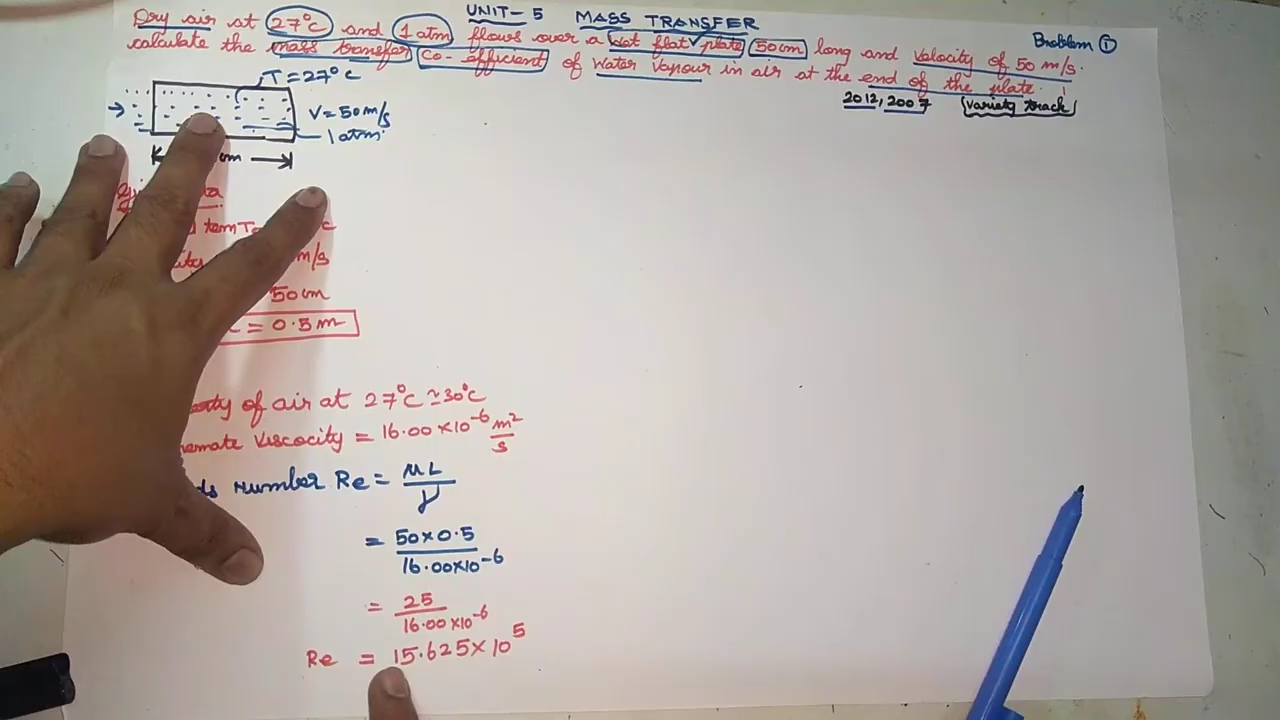 UNIT-5 MASS TRANSFER
Problem ①
Dry air at 27°C and 1 atm flows over a wet flat plate 50cm long and velocity of 50 m/s.
calculate the mass transfer co-efficient of water vapour in air at the end of the plate.
2012, 2007 (variety track)
T = 27°C
V = 50m/s
1 atm
cm
50cm
= 0.5m
of air at 27°C ≃ 30°C
viscocity = 16.00 × 10⁻⁶ m²/s
number Re = uL/γ
= 50 × 0.5 / 16.00×10⁻⁶
= 25 / 16.00 ×10⁻⁶
Re = 15.625 × 10⁵